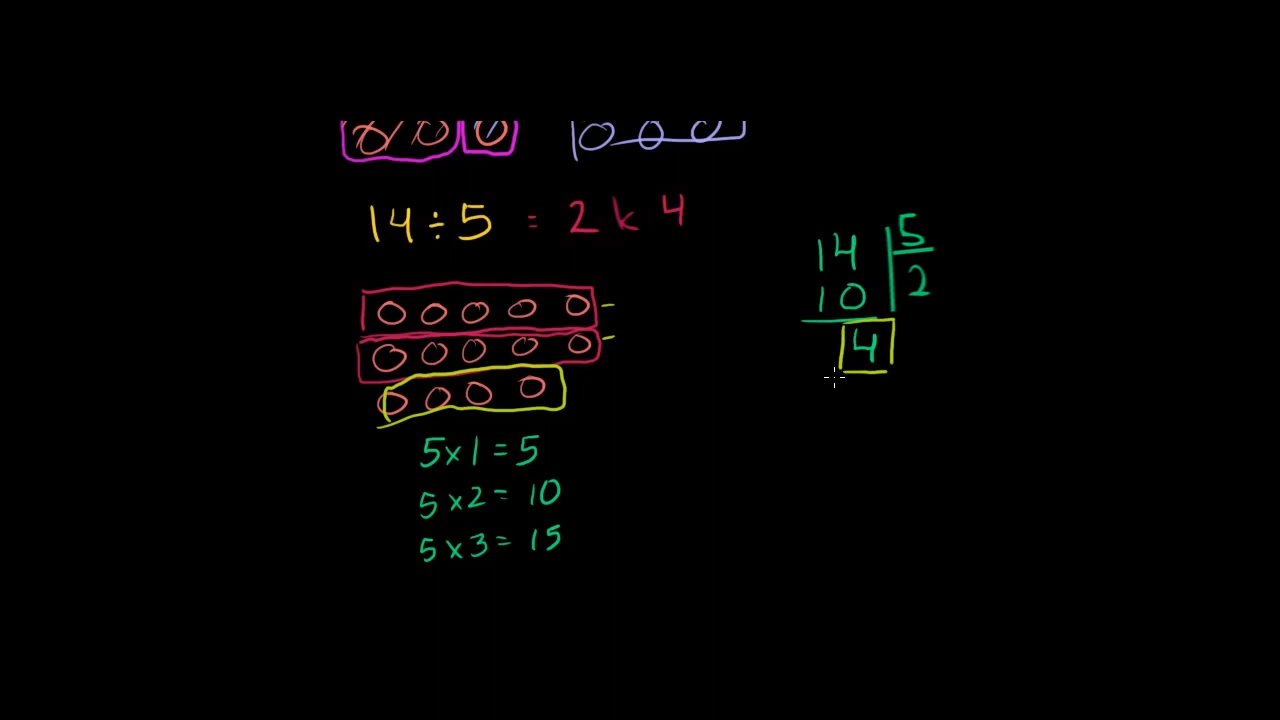 14 ÷ 5 = 2 k 4
14 5
10 2
4
5 x 1 = 5
5 x 2 = 10
5 x 3 = 15